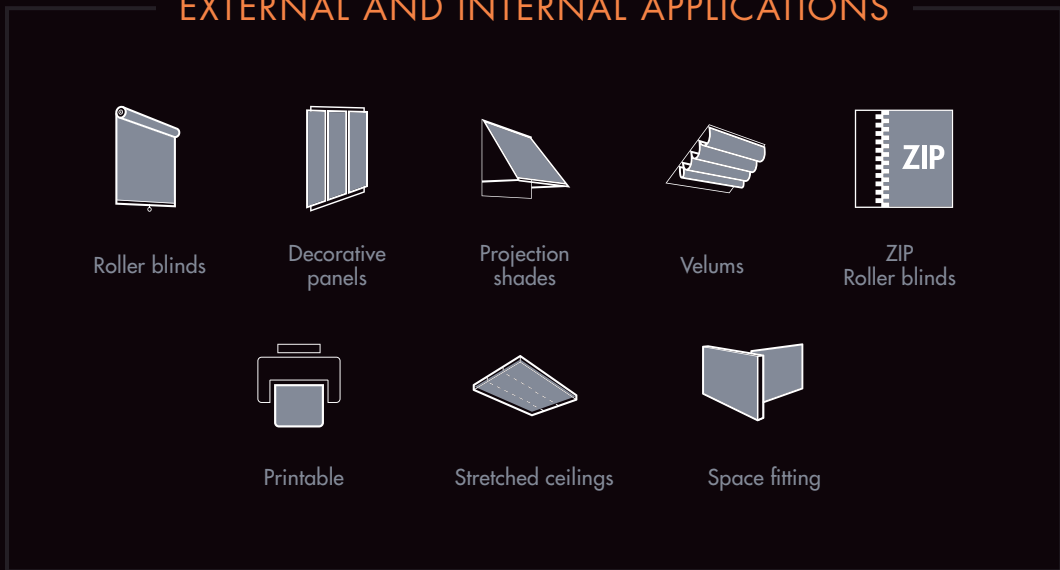 EXTERNAL AND INTERNAL APPLICATIONS
ZIP
Roller blinds
Decorative
panels
Projection
shades
Velums
ZIP
Roller blinds
Printable
Stretched ceilings
Space fitting